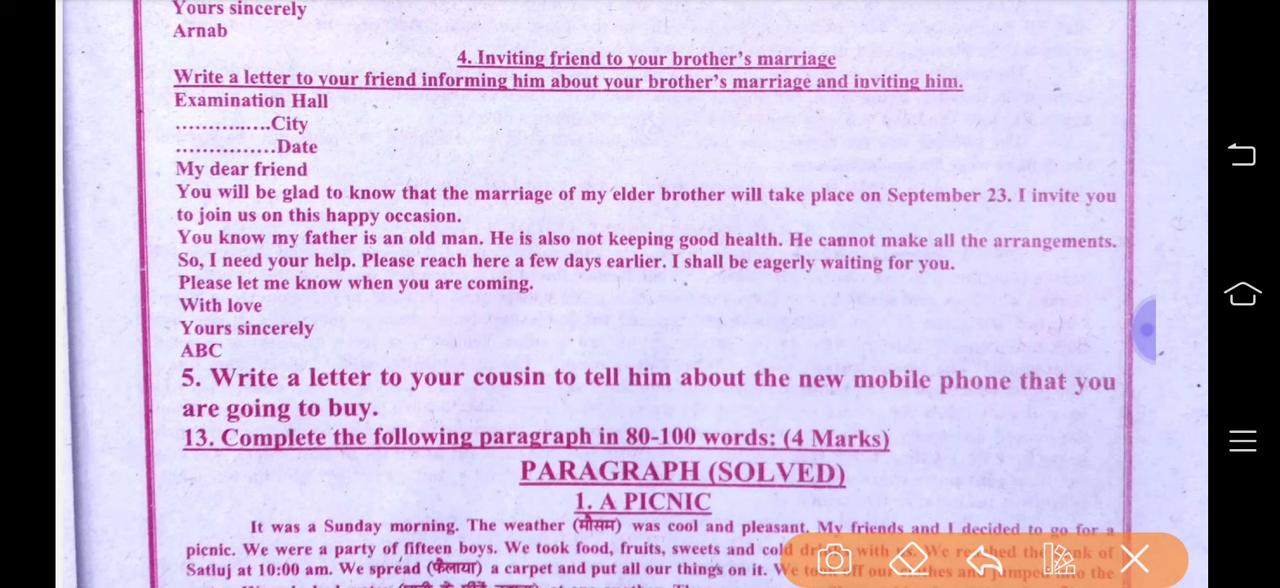 Yours sincerely
Arnab
4. Inviting friend to your brother's marriage
Write a letter to your friend informing him about your brother's marriage and inviting him.
Examination Hall
................City
................Date
My dear friend
You will be glad to know that the marriage of my elder brother will take place on September 23. I invite you
to join us on this happy occasion.
You know my father is an old man. He is also not keeping good health. He cannot make all the arrangements.
So, I need your help. Please reach here a few days earlier. I shall be eagerly waiting for you.
Please let me know when you are coming.
With love
Yours sincerely
ABC
5. Write a letter to your cousin to tell him about the new mobile phone that you
are going to buy.
13. Complete the following paragraph in 80-100 words: (4 Marks)
PARAGRAPH (SOLVED)
1. A PICNIC
It was a Sunday morning. The weather (मौसम) was cool and pleasant. My friends and I decided to go for a
picnic. We were a party of fifteen boys. We took food, fruits, sweets and cold with We reached the
Satluj at 10:00 am. We spread (फैलाया) a carpet and put all our things on it. We off our and jumped the